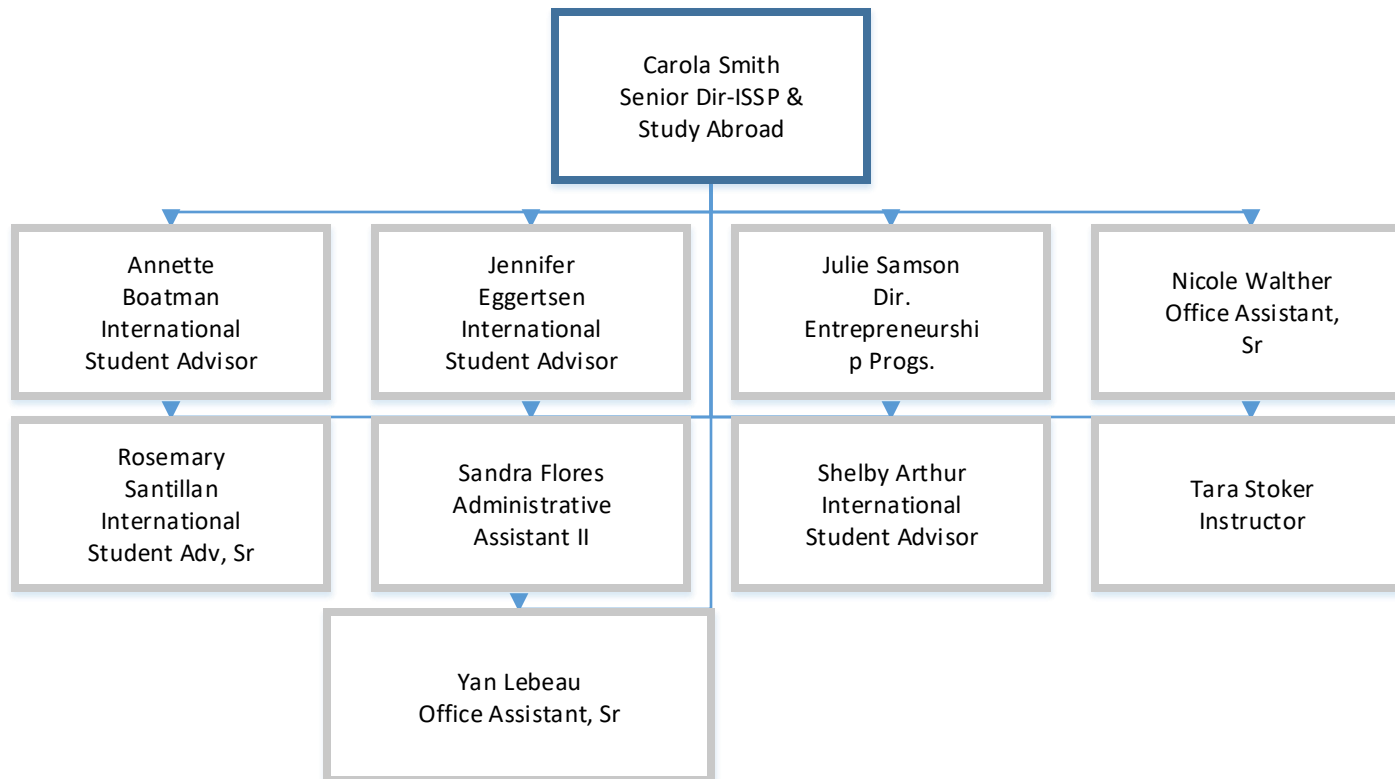 Carola Smith
Senior Dir-ISSP &
Study Abroad
Annette
Boatman
International
Student Advisor
Jennifer
Eggertsen
International
Student Advisor
Julie Samson
Dir.
Entrepreneurshi
p Progs.
Nicole Walther
Office Assistant,
Sr
Rosemary
Santillan
International
Student Adv, Sr
Sandra Flores
Administrative
Assistant II
Shelby Arthur
International
Student Advisor
Tara Stoker
Instructor
Yan Lebeau
Office Assistant, Sr